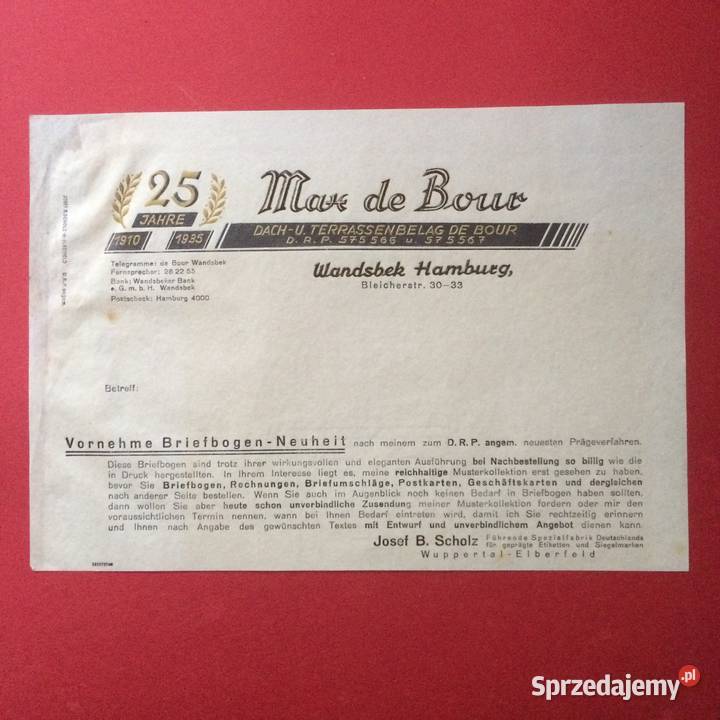 25
JAHRE
1910 1935
Max de Bour
DACH-U. TERRASSENBELAG DE BOUR
D.R.P. 575566 u. 575567
Telegramme: de Bour Wandsbek
Fernsprecher: 28 22 55
Bank: Wandsbeker Bank
e. G. m. b. H. Wandsbek
Postscheck: Hamburg 4000
Wandsbek Hamburg,
Bleicherstr. 30-33
Betreff:
Vornehme Briefbogen-Neuheit nach meinem zum D.R.P. angem. neuesten Prägeverfahren.
Diese Briefbogen sind trotz ihrer wirkungsvollen und eleganten Ausführung bei Nachbestellung so billig wie die
in Druck hergestellten. In Ihrem Interesse liegt es, meine reichhaltige Musterkollektion erst gesehen zu haben,
bevor Sie Briefbogen, Rechnungen, Briefumschläge, Postkarten, Geschäftskarten und dergleichen
nach anderer Seite bestellen. Wenn Sie auch im Augenblick noch keinen Bedarf in Briefbogen haben sollten,
dann wollen Sie aber heute schon unverbindliche Zusendung meiner Musterkollektion fordern oder mir den
voraussichtlichen Termin nennen, wann bei Ihnen Bedarf eintreten wird, damit ich Sie rechtzeitig erinnern
und Ihnen nach Angabe des gewünschten Textes mit Entwurf und unverbindlichem Angebot dienen kann.
Josef B. Scholz Führende Spezialfabrik Deutschlands
für geprägte Etiketten und Siegelmarken
Wuppertal-Elberfeld
Sprzedajemy.pl